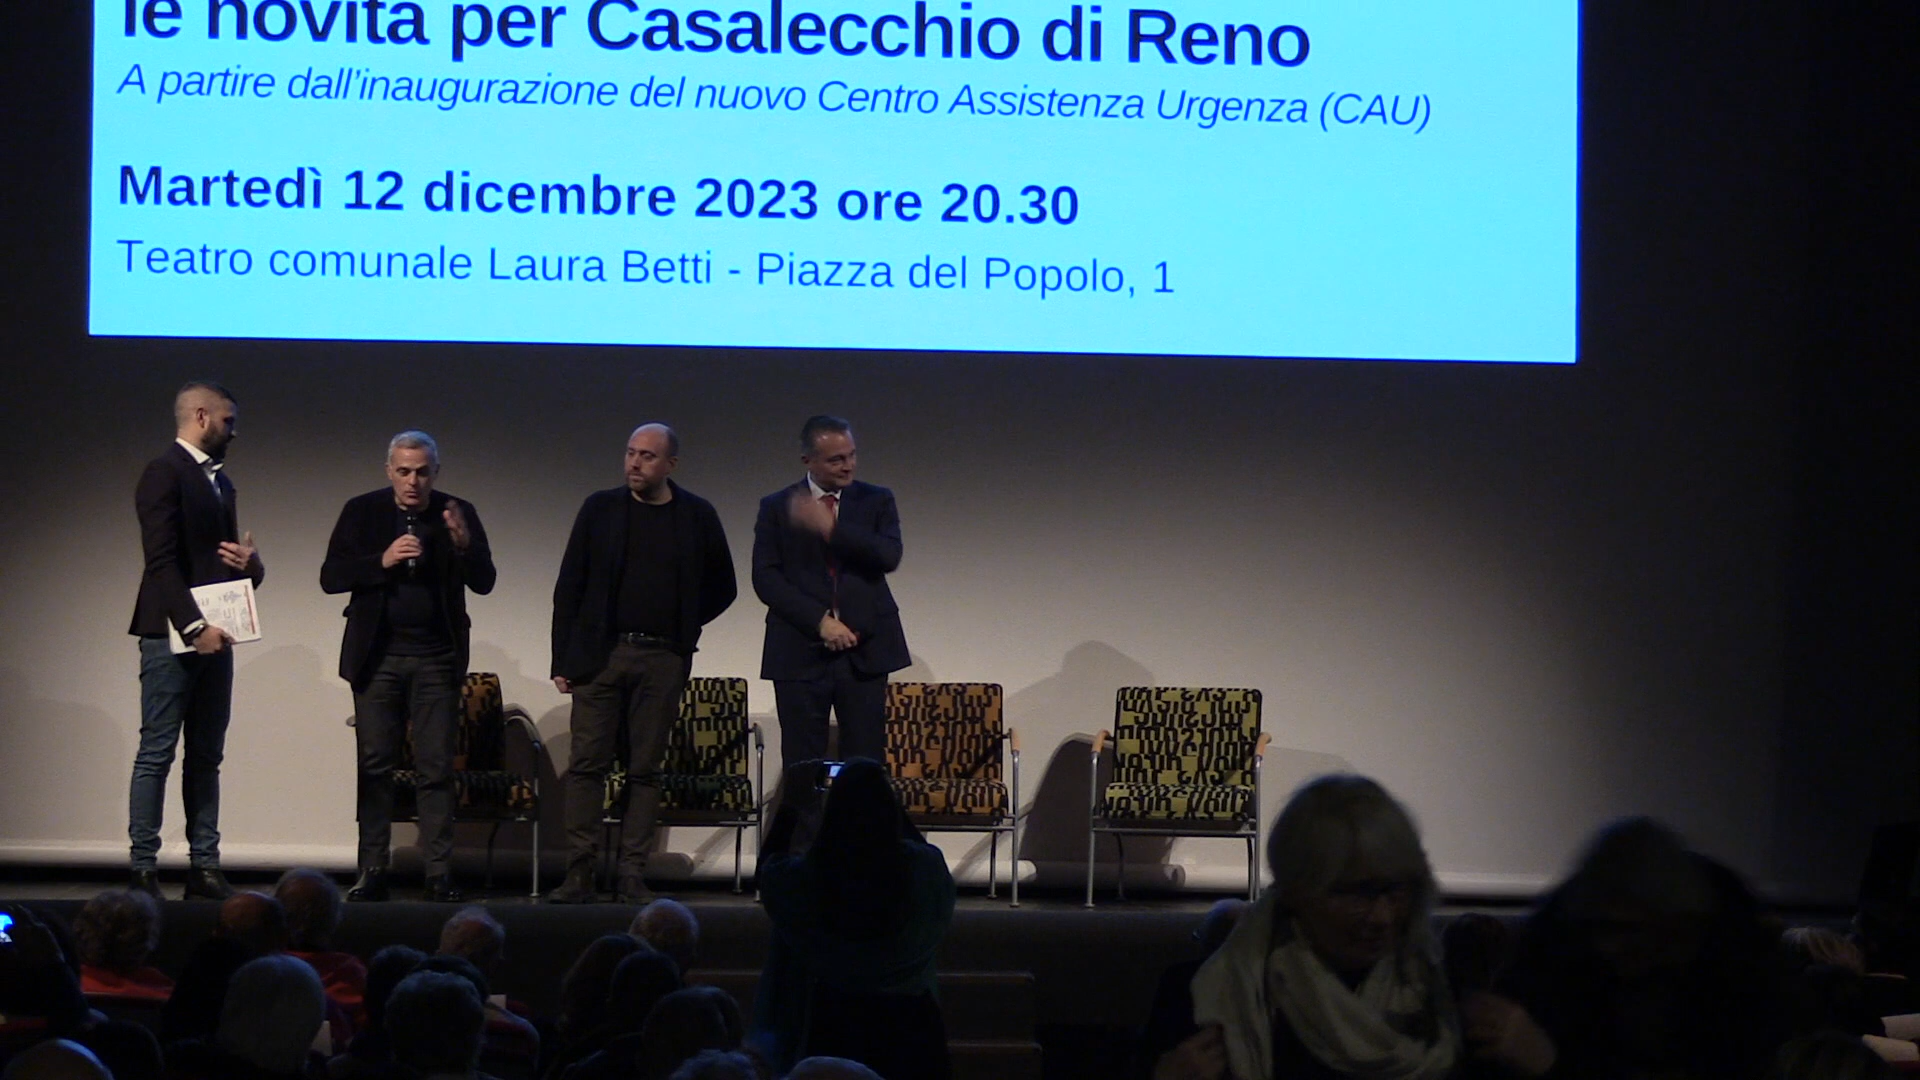 le novità per Casalecchio di Reno
A partire dall'inaugurazione del nuovo Centro Assistenza Urgenza (CAU)
Martedì 12 dicembre 2023 ore 20.30
Teatro comunale Laura Betti - Piazza del Popolo, 1